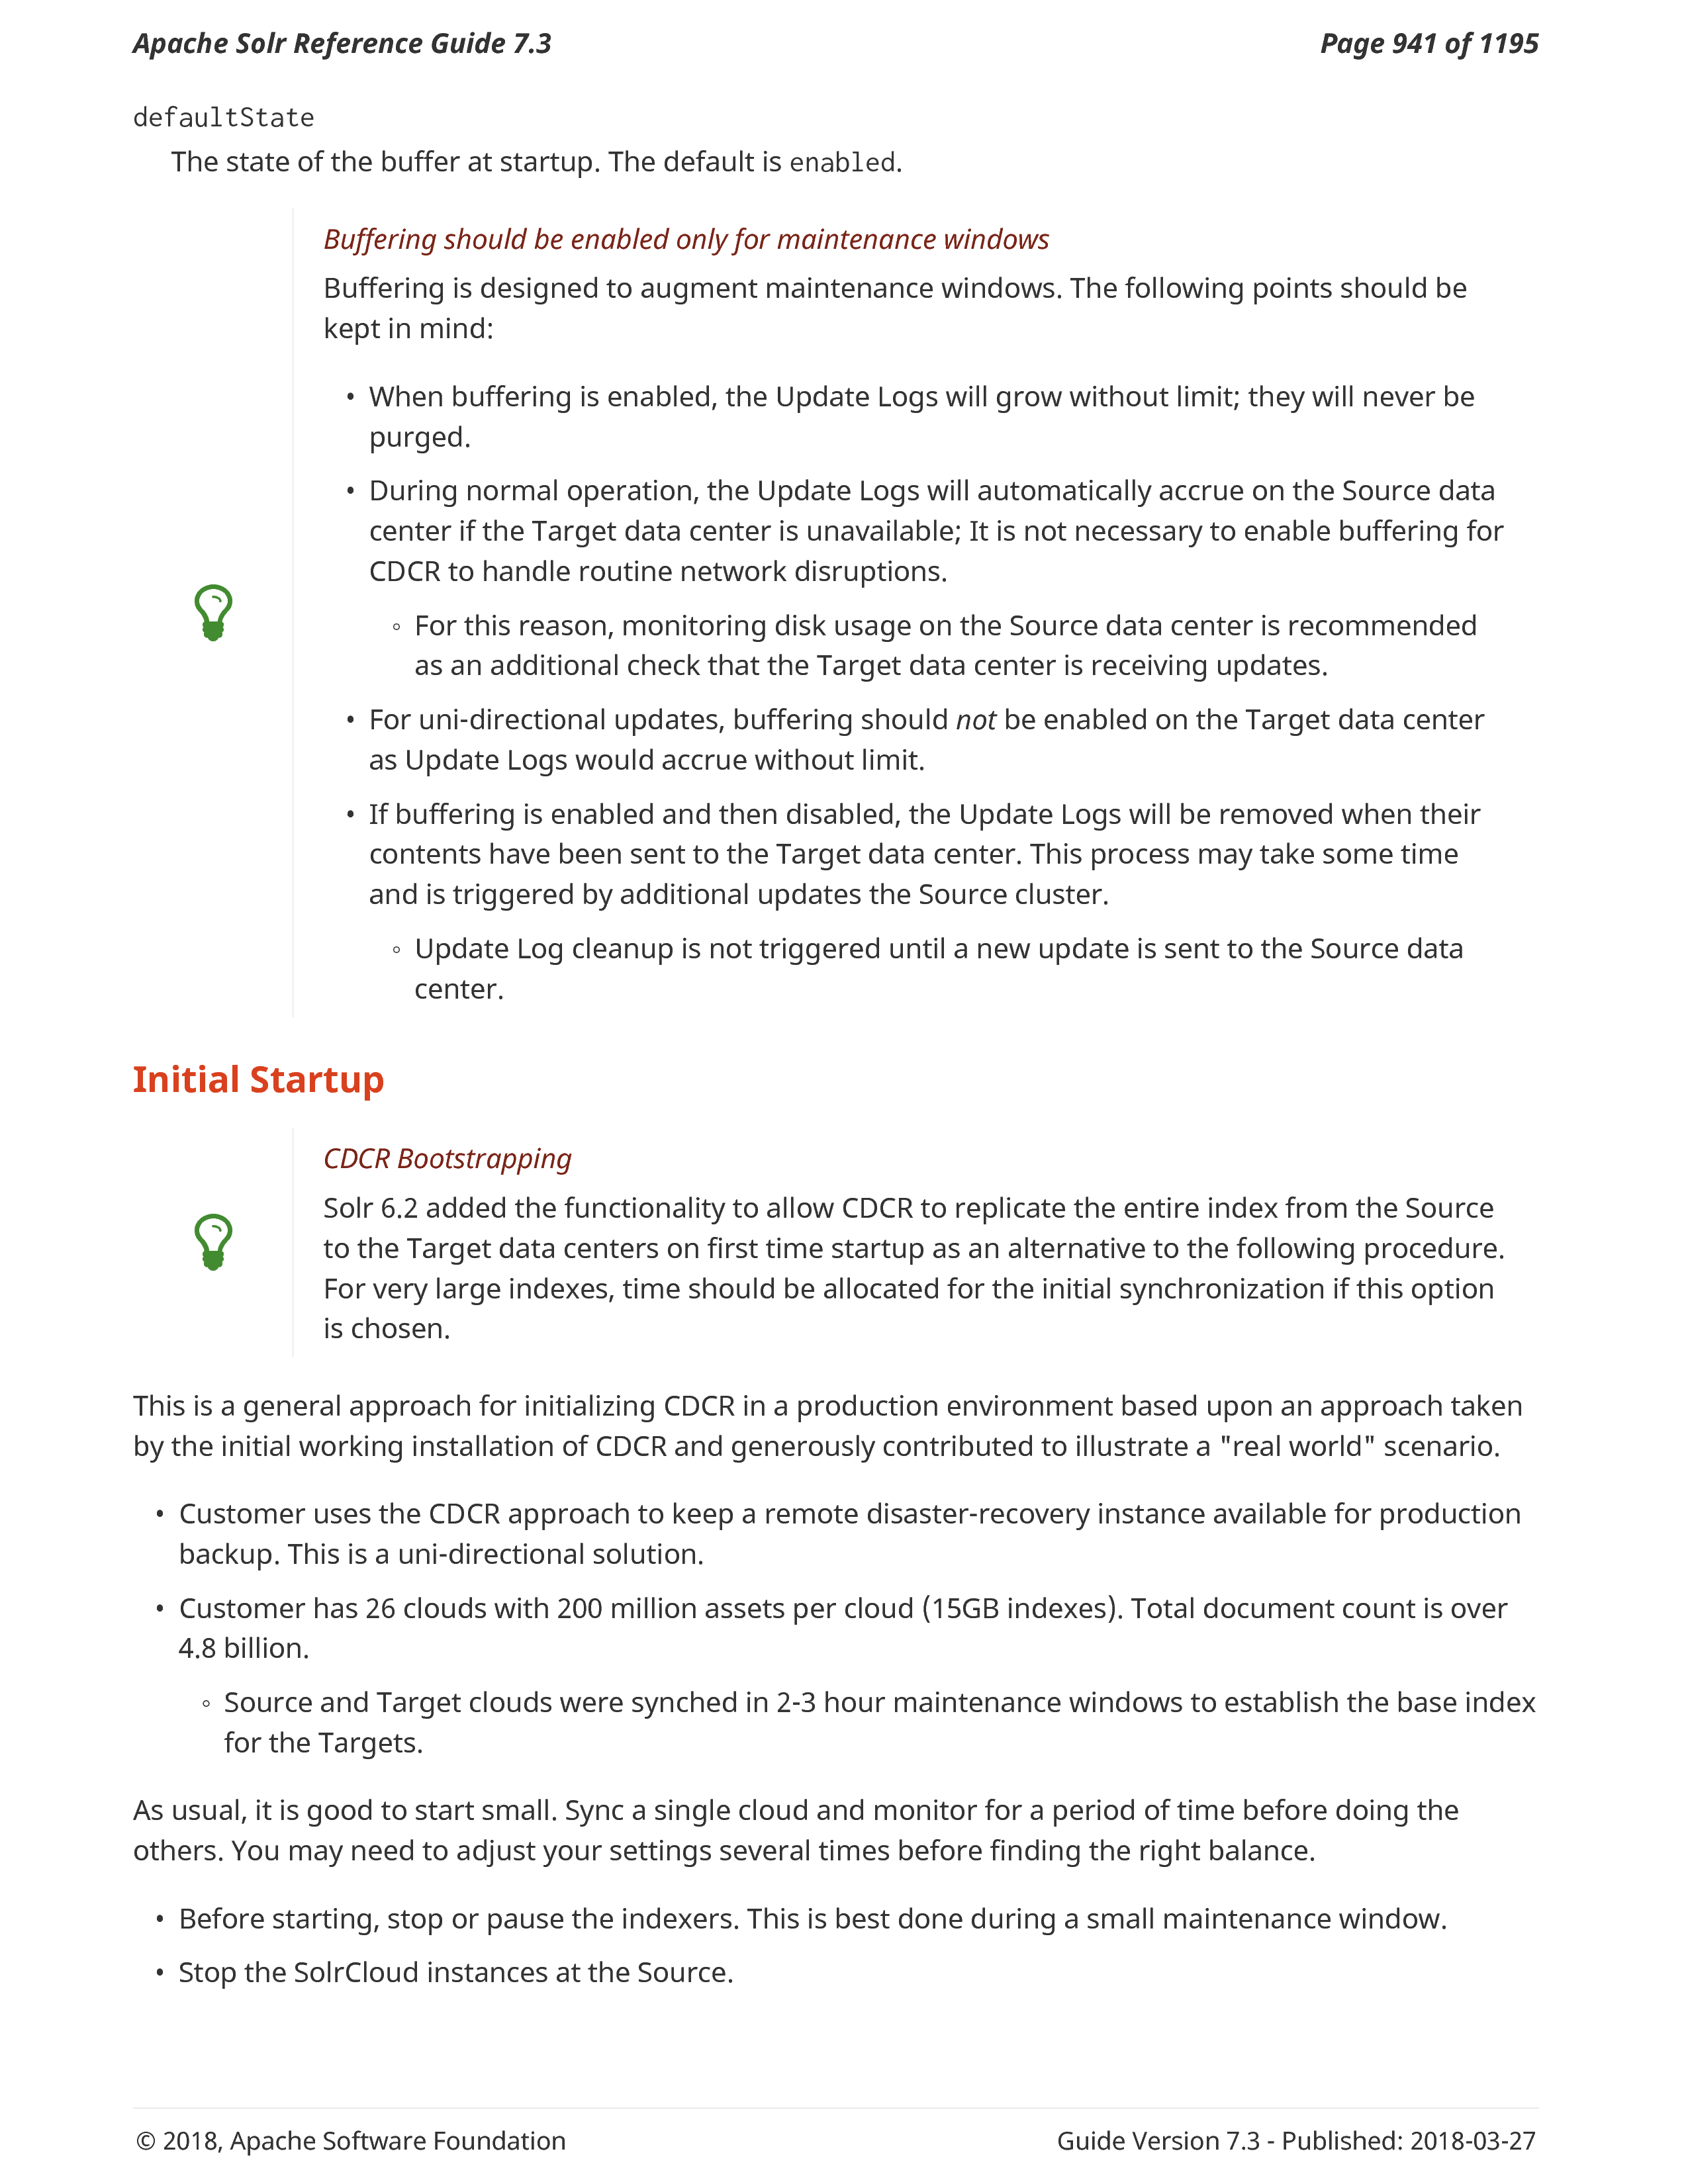 Apache Solr Reference Guide 7.3 Page 941 of 1195
defaultState
The state of the buffer at startup. The default is enabled.
Buffering should be enabled only for maintenance windows
Buffering is designed to augment maintenance windows. The following points should be
kept in mind:
• When buffering is enabled, the Update Logs will grow without limit; they will never be
purged.
• During normal operation, the Update Logs will automatically accrue on the Source data
center if the Target data center is unavailable; It is not necessary to enable buffering for
CDCR to handle routine network disruptions.
◦ For this reason, monitoring disk usage on the Source data center is recommended
as an additional check that the Target data center is receiving updates.
• For uni-directional updates, buffering should not be enabled on the Target data center
as Update Logs would accrue without limit.
• If buffering is enabled and then disabled, the Update Logs will be removed when their
contents have been sent to the Target data center. This process may take some time
and is triggered by additional updates the Source cluster.
◦ Update Log cleanup is not triggered until a new update is sent to the Source data
center.
Initial Startup
CDCR Bootstrapping
Solr 6.2 added the functionality to allow CDCR to replicate the entire index from the Source
to the Target data centers on first time startup as an alternative to the following procedure.
For very large indexes, time should be allocated for the initial synchronization if this option
is chosen.
This is a general approach for initializing CDCR in a production environment based upon an approach taken
by the initial working installation of CDCR and generously contributed to illustrate a "real world" scenario.
• Customer uses the CDCR approach to keep a remote disaster-recovery instance available for production
backup. This is a uni-directional solution.
• Customer has 26 clouds with 200 million assets per cloud (15GB indexes). Total document count is over
4.8 billion.
◦ Source and Target clouds were synched in 2-3 hour maintenance windows to establish the base index
for the Targets.
As usual, it is good to start small. Sync a single cloud and monitor for a period of time before doing the
others. You may need to adjust your settings several times before finding the right balance.
• Before starting, stop or pause the indexers. This is best done during a small maintenance window.
• Stop the SolrCloud instances at the Source.
© 2018, Apache Software Foundation Guide Version 7.3 - Published: 2018-03-27